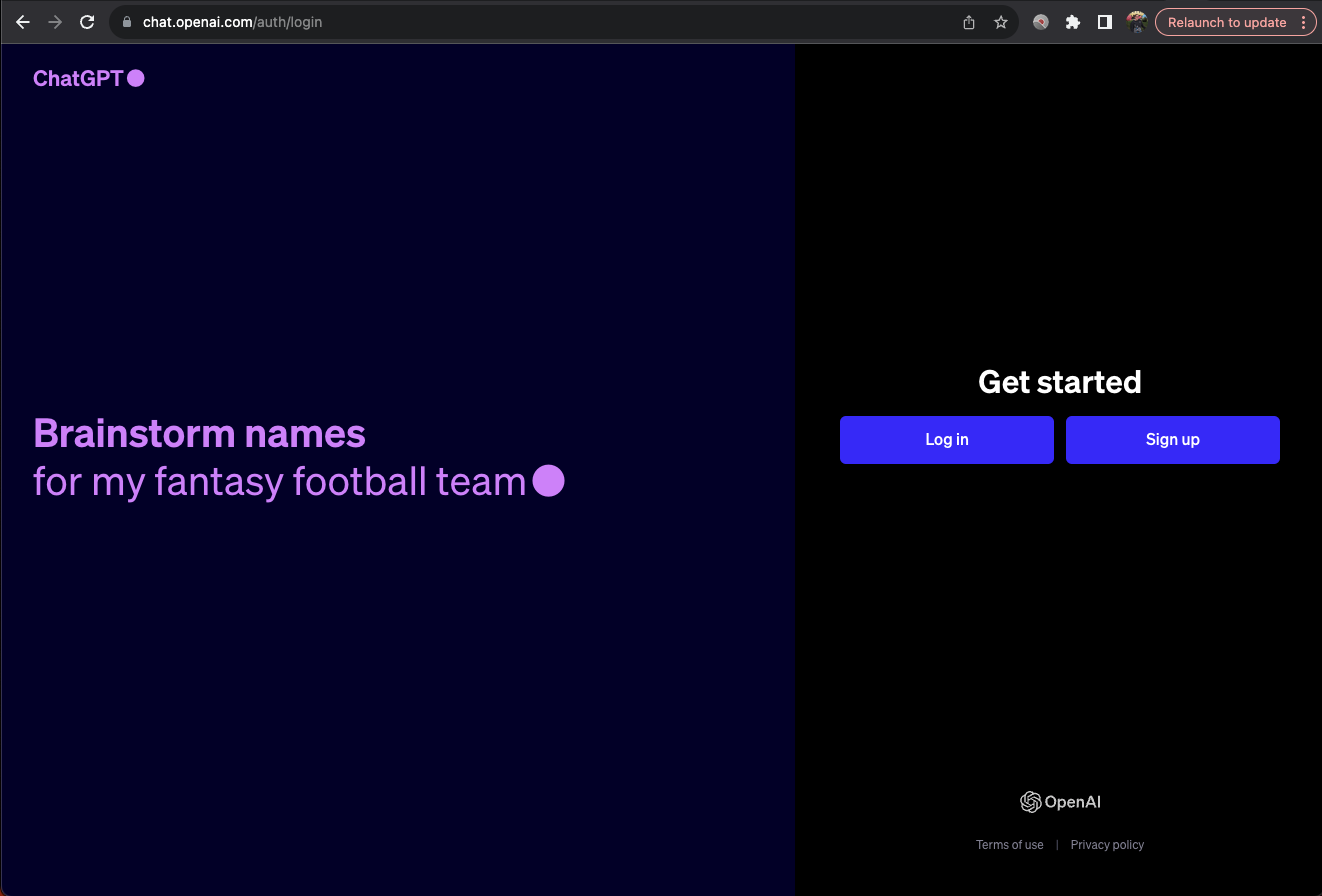 chat.openai.com/auth/login
Relaunch to update
ChatGPT
Brainstorm names
for my fantasy football team
Get started
Log in
Sign up
OpenAI
Terms of use | Privacy policy